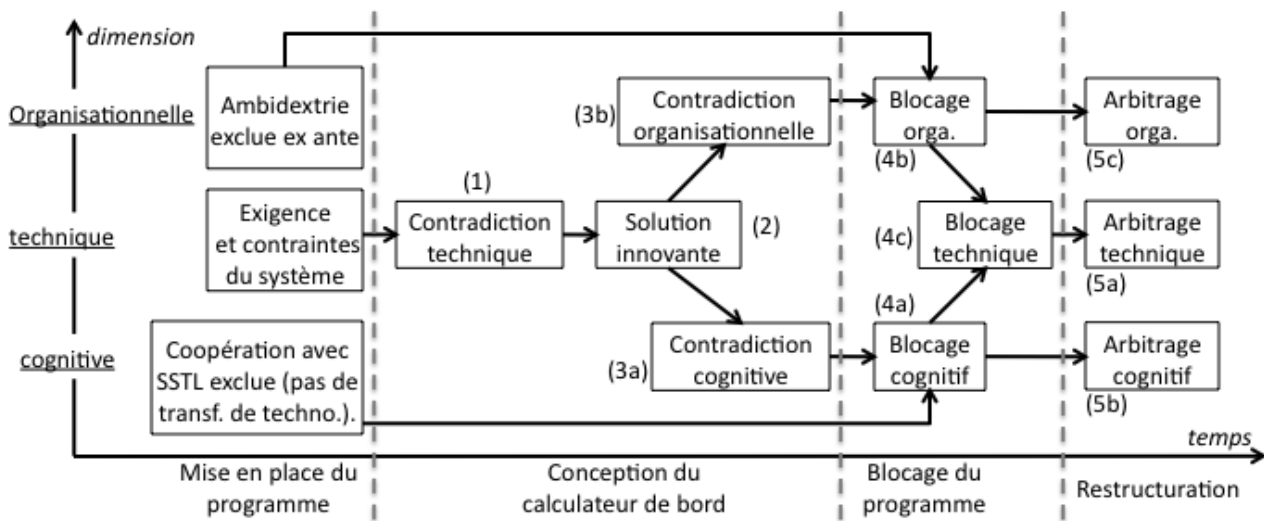 dimension
Organisationnelle
technique
cognitive
Ambidextrie
exclue ex ante
Exigence
et contraintes
du système
Coopération avec
SSTL exclue (pas de
transf. de techno.).
(1)
Contradiction
technique
Solution
innovante
(2)
(3b)
Contradiction
organisationnelle
(3a)
Contradiction
cognitive
Blocage
orga.
(4b)
(4c)
Blocage
technique
(4a)
Blocage
cognitif
Arbitrage
orga.
(5c)
Arbitrage
technique
(5a)
Arbitrage
cognitif
(5b)
temps
Mise en place du
programme
Conception du
calculateur de bord
Blocage du
programme
Restructuration